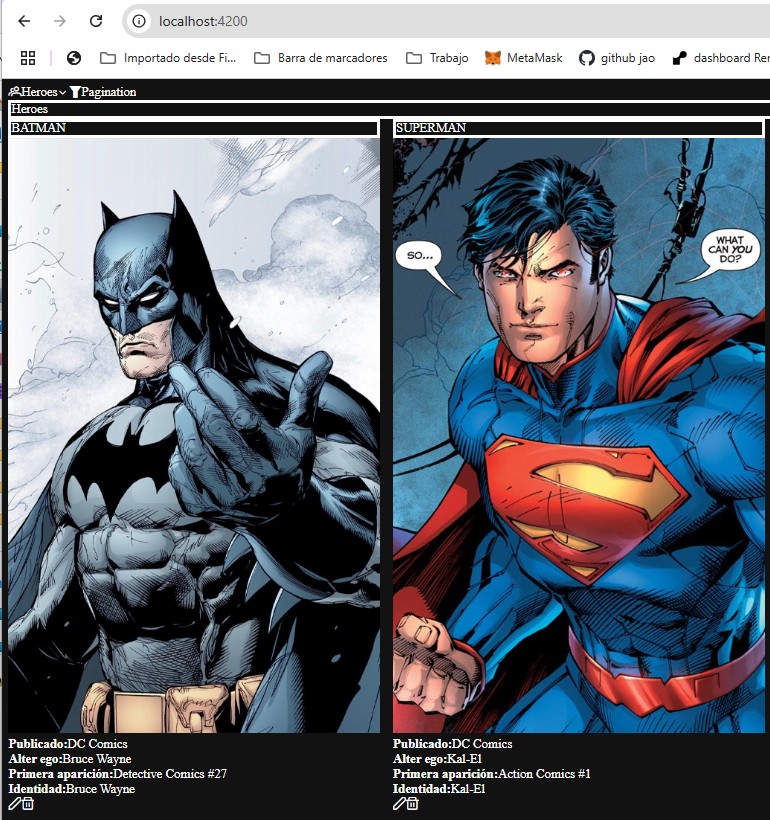 localhost:4200
Importado desde Fi... Barra de marcadores Trabajo MetaMask github jao dashboard Ren
Heroes Pagination
Heroes
BATMAN SUPERMAN
SO...
WHAT
CAN YOU
DO?
Publicado:DC Comics
Alter ego:Bruce Wayne
Primera aparición:Detective Comics #27
Identidad:Bruce Wayne
Publicado:DC Comics
Alter ego:Kal-El
Primera aparición:Action Comics #1
Identidad:Kal-El